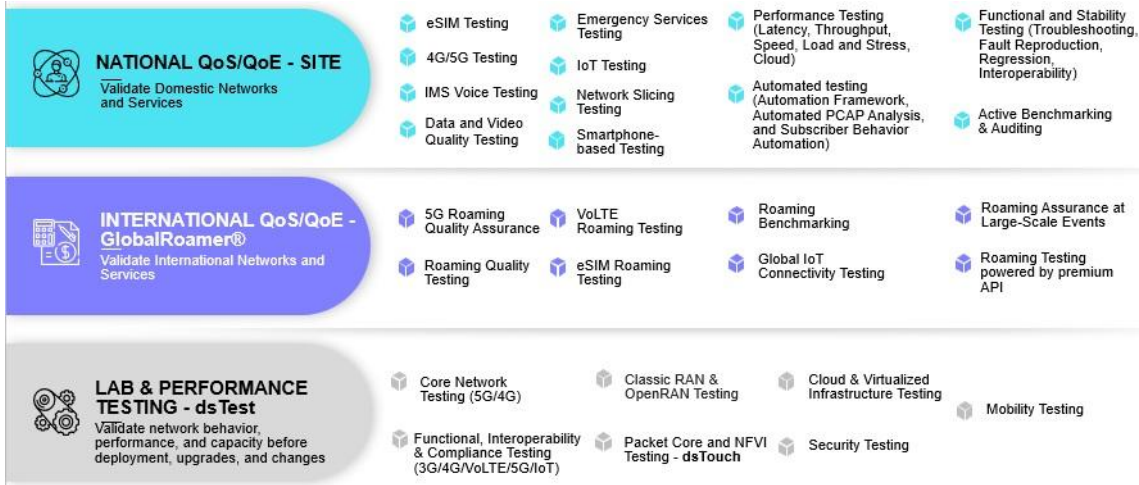 NATIONAL QoS/QoE - SITE
Validate Domestic Networks
and Services
eSIM Testing
4G/5G Testing
IMS Voice Testing
Data and Video
Quality Testing
Emergency Services
Testing
IoT Testing
Network Slicing
Testing
Smartphone-
based Testing
Performance Testing
(Latency, Throughput,
Speed, Load and Stress,
Cloud)
Automated testing
(Automation Framework,
Automated PCAP Analysis,
and Subscriber Behavior
Automation)
Functional and Stability
Testing (Troubleshooting,
Fault Reproduction,
Regression,
Interoperability)
Active Benchmarking
& Auditing
INTERNATIONAL QoS/QoE -
GlobalRoamer®
Validate International Networks and
Services
5G Roaming
Quality Assurance
Roaming Quality
Testing
VoLTE
Roaming Testing
eSIM Roaming
Testing
Roaming
Benchmarking
Global IoT
Connectivity Testing
Roaming Assurance at
Large-Scale Events
Roaming Testing
powered by premium
API
LAB & PERFORMANCE
TESTING - dsTest
Validate network behavior,
performance, and capacity before
deployment, upgrades, and changes
Core Network
Testing (5G/4G)
Functional, Interoperability
& Compliance Testing
(3G/4G/VoLTE/5G/IoT)
Classic RAN &
OpenRAN Testing
Packet Core and NFVI
Testing - dsTouch
Cloud & Virtualized
Infrastructure Testing
Security Testing
Mobility Testing